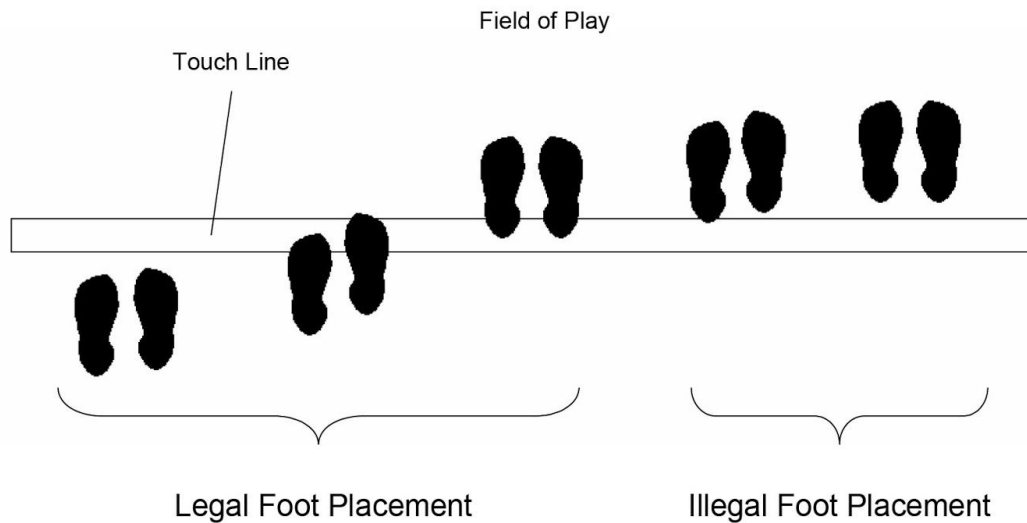 Field of Play
Touch Line
Legal Foot Placement
Illegal Foot Placement